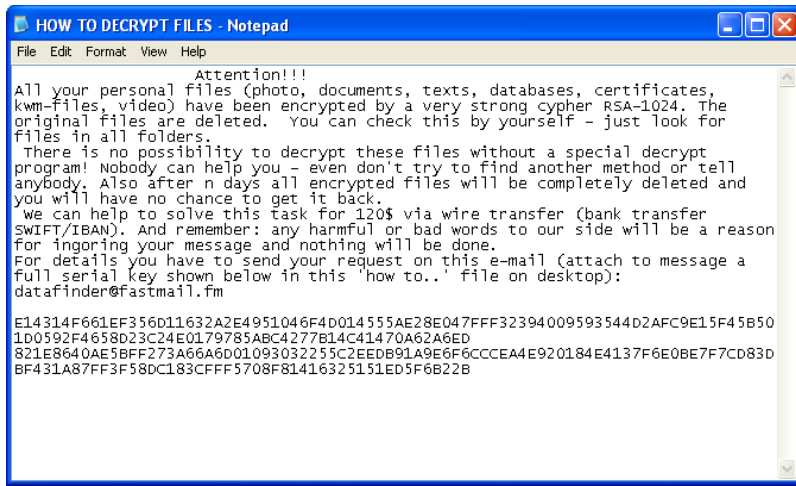 HOW TO DECRYPT FILES - Notepad
File Edit Format View Help
Attention!!!
All your personal files (photo, documents, texts, databases, certificates,
kwm-files, video) have been encrypted by a very strong cypher RSA-1024. The
original files are deleted.  You can check this by yourself - just look for
files in all folders.
There is no possibility to decrypt these files without a special decrypt
program! Nobody can help you - even don't try to find another method or tell
anybody. Also after n days all encrypted files will be completely deleted and
you will have no chance to get it back.
We can help to solve this task for 120$ via wire transfer (bank transfer
SWIFT/IBAN). And remember: any harmful or bad words to our side will be a reason
for ingoring your message and nothing will be done.
For details you have to send your request on this e-mail (attach to message a
full serial key shown below in this 'how to..' file on desktop):
datafinder@fastmail.fm
E14314F661EF356D11632A2E4951046F4D014555AE28E047FFF32394009593544D2AFC9E15F45B50
1D0592F4658D23C24E0179785ABC4277B14C41470A62A6ED
821E8640AE5BFF273A66A6D01093032255C2EEDB91A9E6F6CCCEA4E920184E4137F6E0BE7F7CD83D
BF431A87FF3F58DC183CFFF5708F81416325151ED5F6B22B